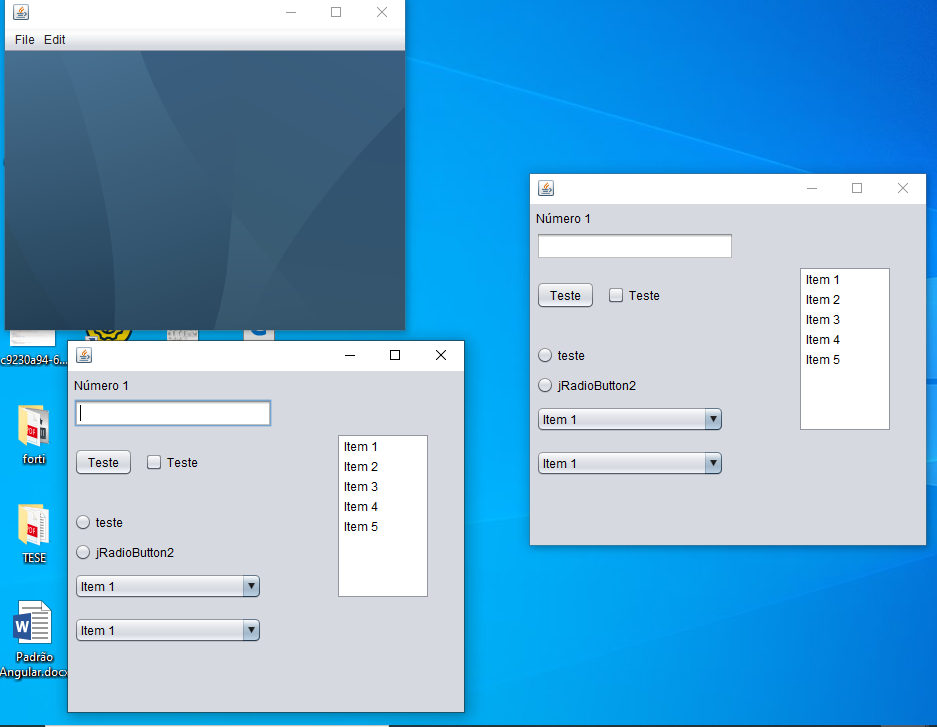 File Edit
c9230a94-6...
forti
TESE
Padrão
Angular.docx
Número 1
Teste
Teste
teste
jRadioButton2
Item 1
Item 1
Item 1
Item 2
Item 3
Item 4
Item 5
Número 1
Teste
Teste
teste
jRadioButton2
Item 1
Item 1
Item 1
Item 2
Item 3
Item 4
Item 5